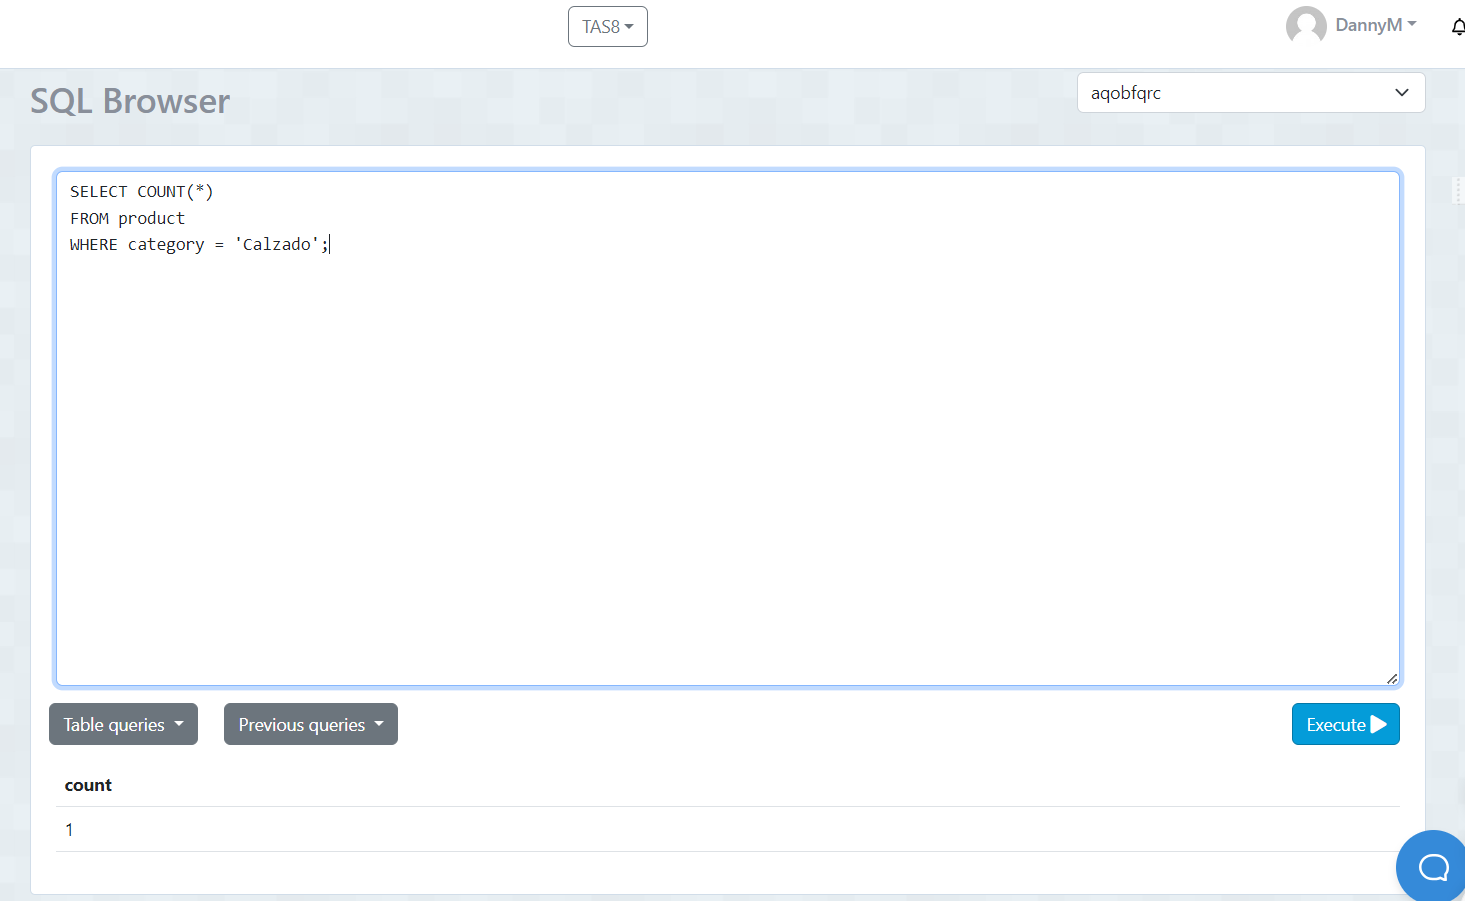 TAS8
DannyM
SQL Browser
aqobfqrc
SELECT COUNT(*)
FROM product
WHERE category = 'Calzado';
Table queries
Previous queries
Execute
count
1